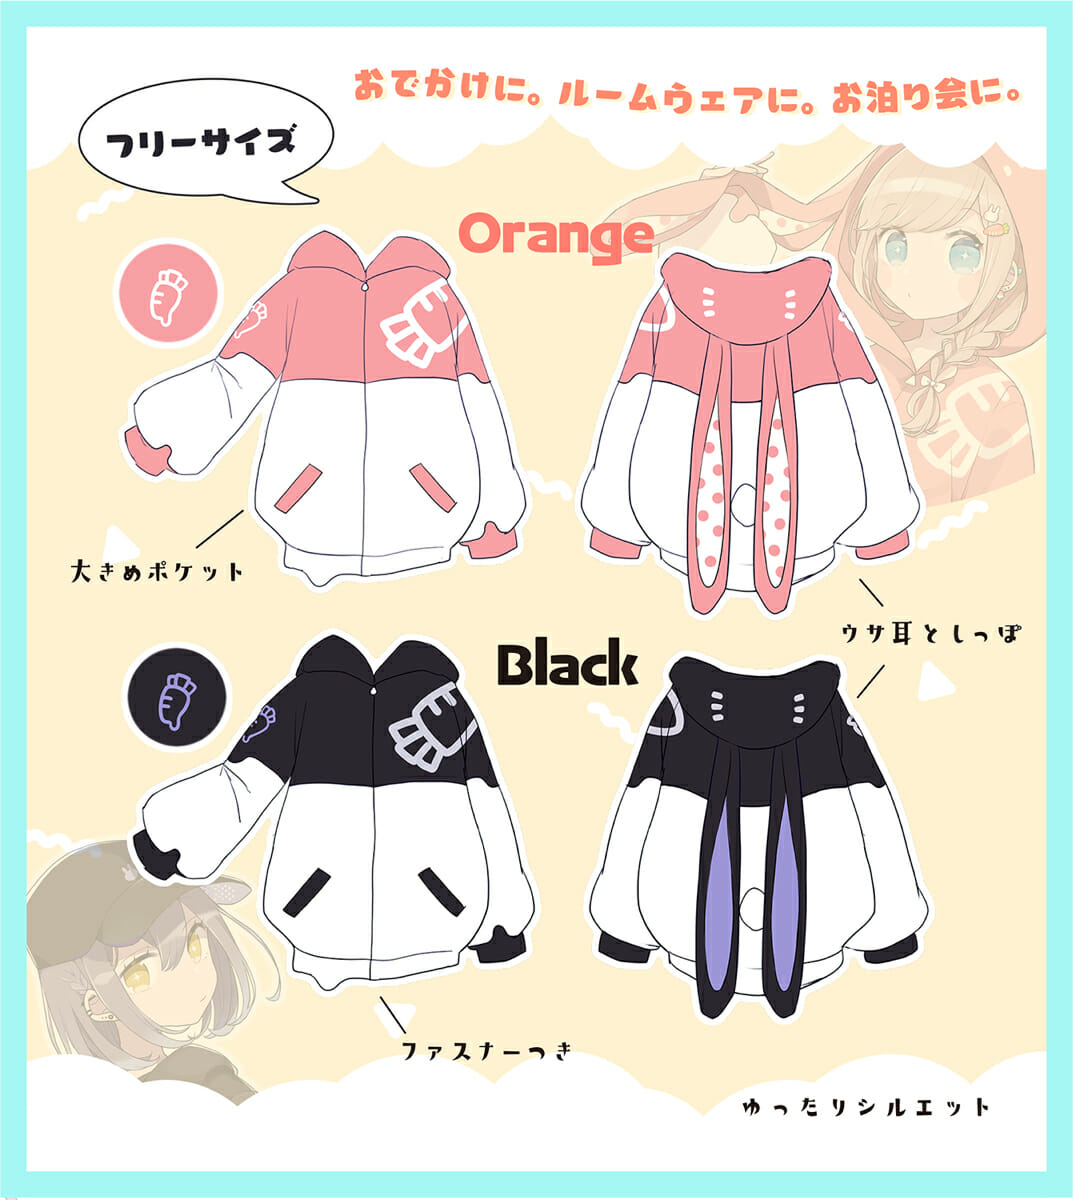 おでかけに。ルームウェアに。お泊り会に。
フリーサイズ
Orange
大きめポケット
ウサ耳としっぽ
Black
ファスナーつき
ゆったりシルエット